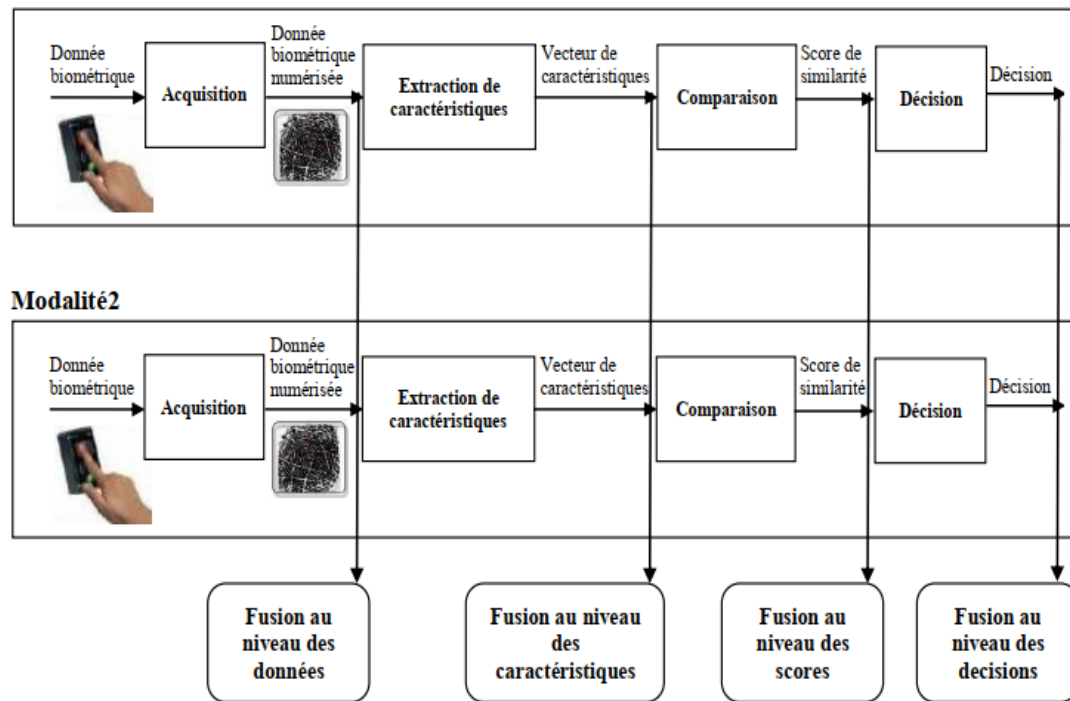 Donnée
biométrique
Acquisition
Donnée
biométrique
numérisée
Extraction de
caractéristiques
Vecteur de
caractéristiques
Comparaison
Score de
similarité
Décision
Décision
Modalité2
Donnée
biométrique
Acquisition
Donnée
biométrique
numérisée
Extraction de
caractéristiques
Vecteur de
caractéristiques
Comparaison
Score de
similarité
Décision
Décision
Fusion au
niveau des
données
Fusion au niveau
des
caractéristiques
Fusion au
niveau des
scores
Fusion au
niveau des
decisions